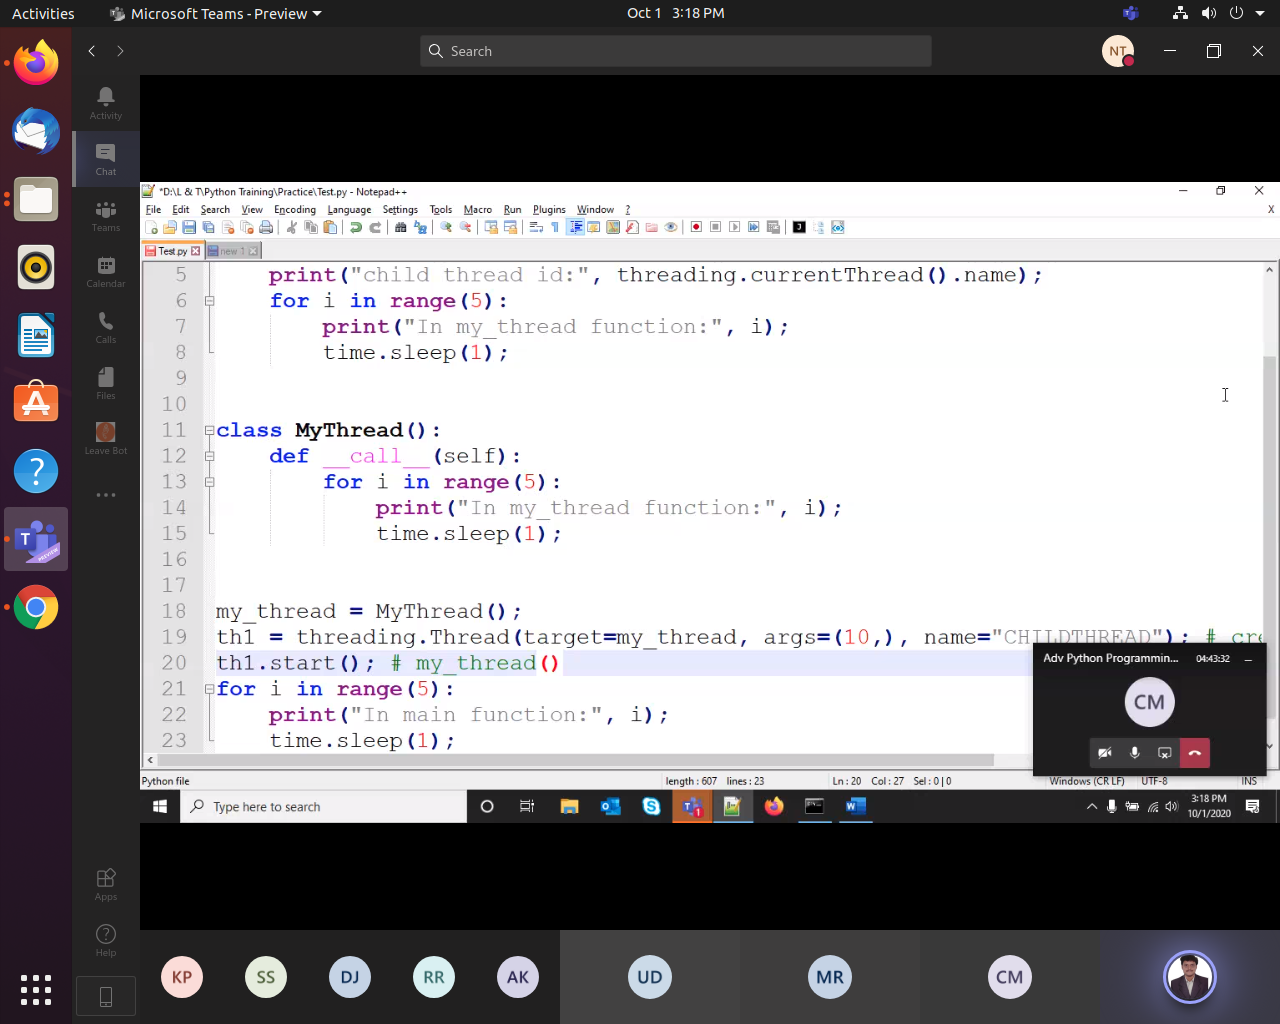 Activities
Microsoft Teams - Preview
Oct 1 3:18 PM
Search
NT
Activity
Chat
Teams
Calendar
Calls
Files
Leave Bot
Apps
Help
*D:\L & T\Python Training\Practice\Test.py - Notepad++
File Edit Search View Encoding Language Settings Tools Macro Run Plugins Window ?
X
Test.py new 1
5 print("child thread id:", threading.currentThread().name);
6 for i in range(5):
7 print("In my_thread function:", i);
8 time.sleep(1);
9
10
11 class MyThread():
12 def __call__(self):
13 for i in range(5):
14 print("In my_thread function:", i);
15 time.sleep(1);
16
17
18 my_thread = MyThread();
19 th1 = threading.Thread(target=my_thread, args=(10,), name="CHILDTHREAD"); # cre
20 th1.start(); # my_thread()
21 for i in range(5):
22 print("In main function:", i);
23 time.sleep(1);
Adv Python Programmin... 04:43:32
CM
Python file
length : 607 lines : 23
Ln : 20 Col : 27 Sel : 0 | 0
Windows (CR LF)
UTF-8
INS
Type here to search
3:18 PM
10/1/2020
KP
SS
DJ
RR
AK
UD
MR
CM